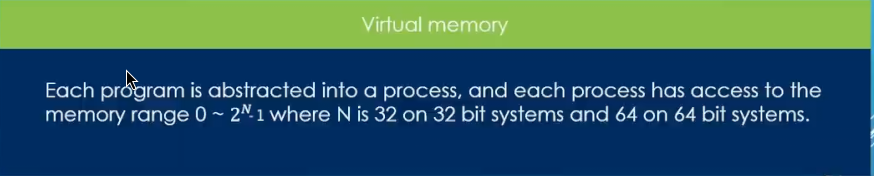 Virtual memory
Each program is abstracted into a process, and each process has access to the
memory range 0 ~ 2ᴺ-1 where N is 32 on 32 bit systems and 64 on 64 bit systems.